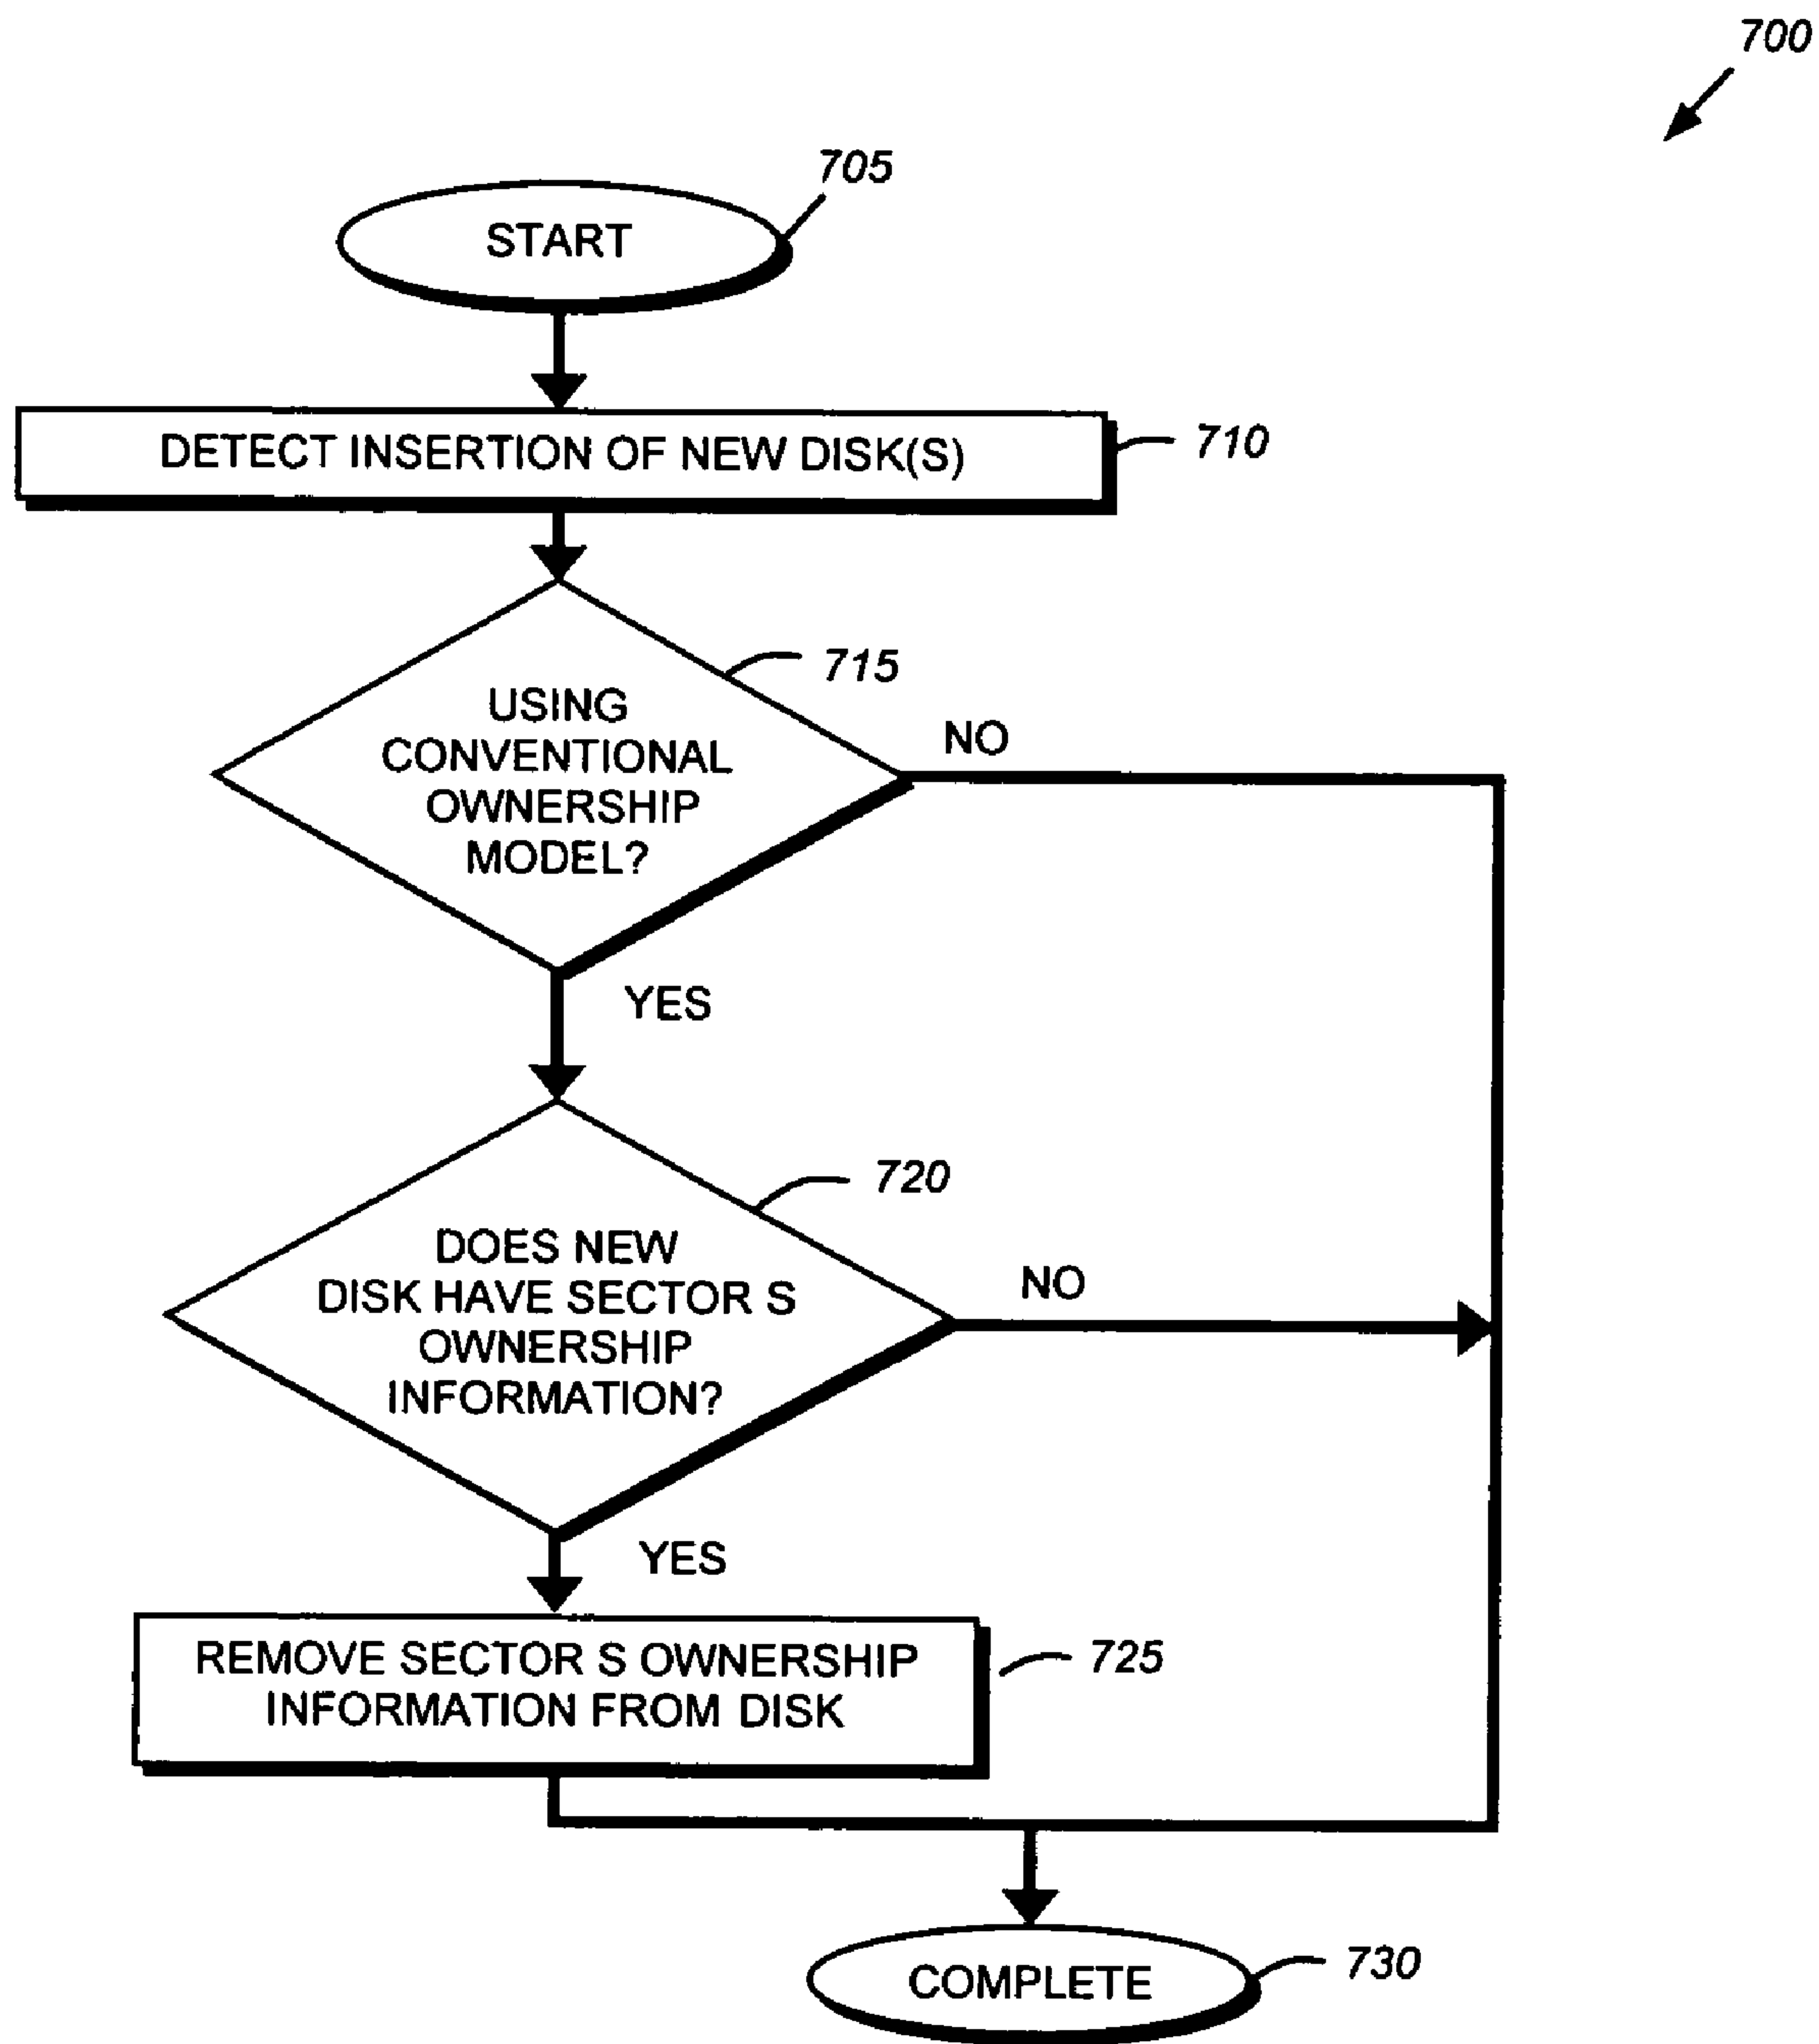 700
705
START
DETECT INSERTION OF NEW DISK(S)
710
715
USING
CONVENTIONAL
OWNERSHIP
MODEL?
NO
YES
720
DOES NEW
DISK HAVE SECTOR S
OWNERSHIP
INFORMATION?
NO
YES
REMOVE SECTOR S OWNERSHIP
INFORMATION FROM DISK
725
COMPLETE
730